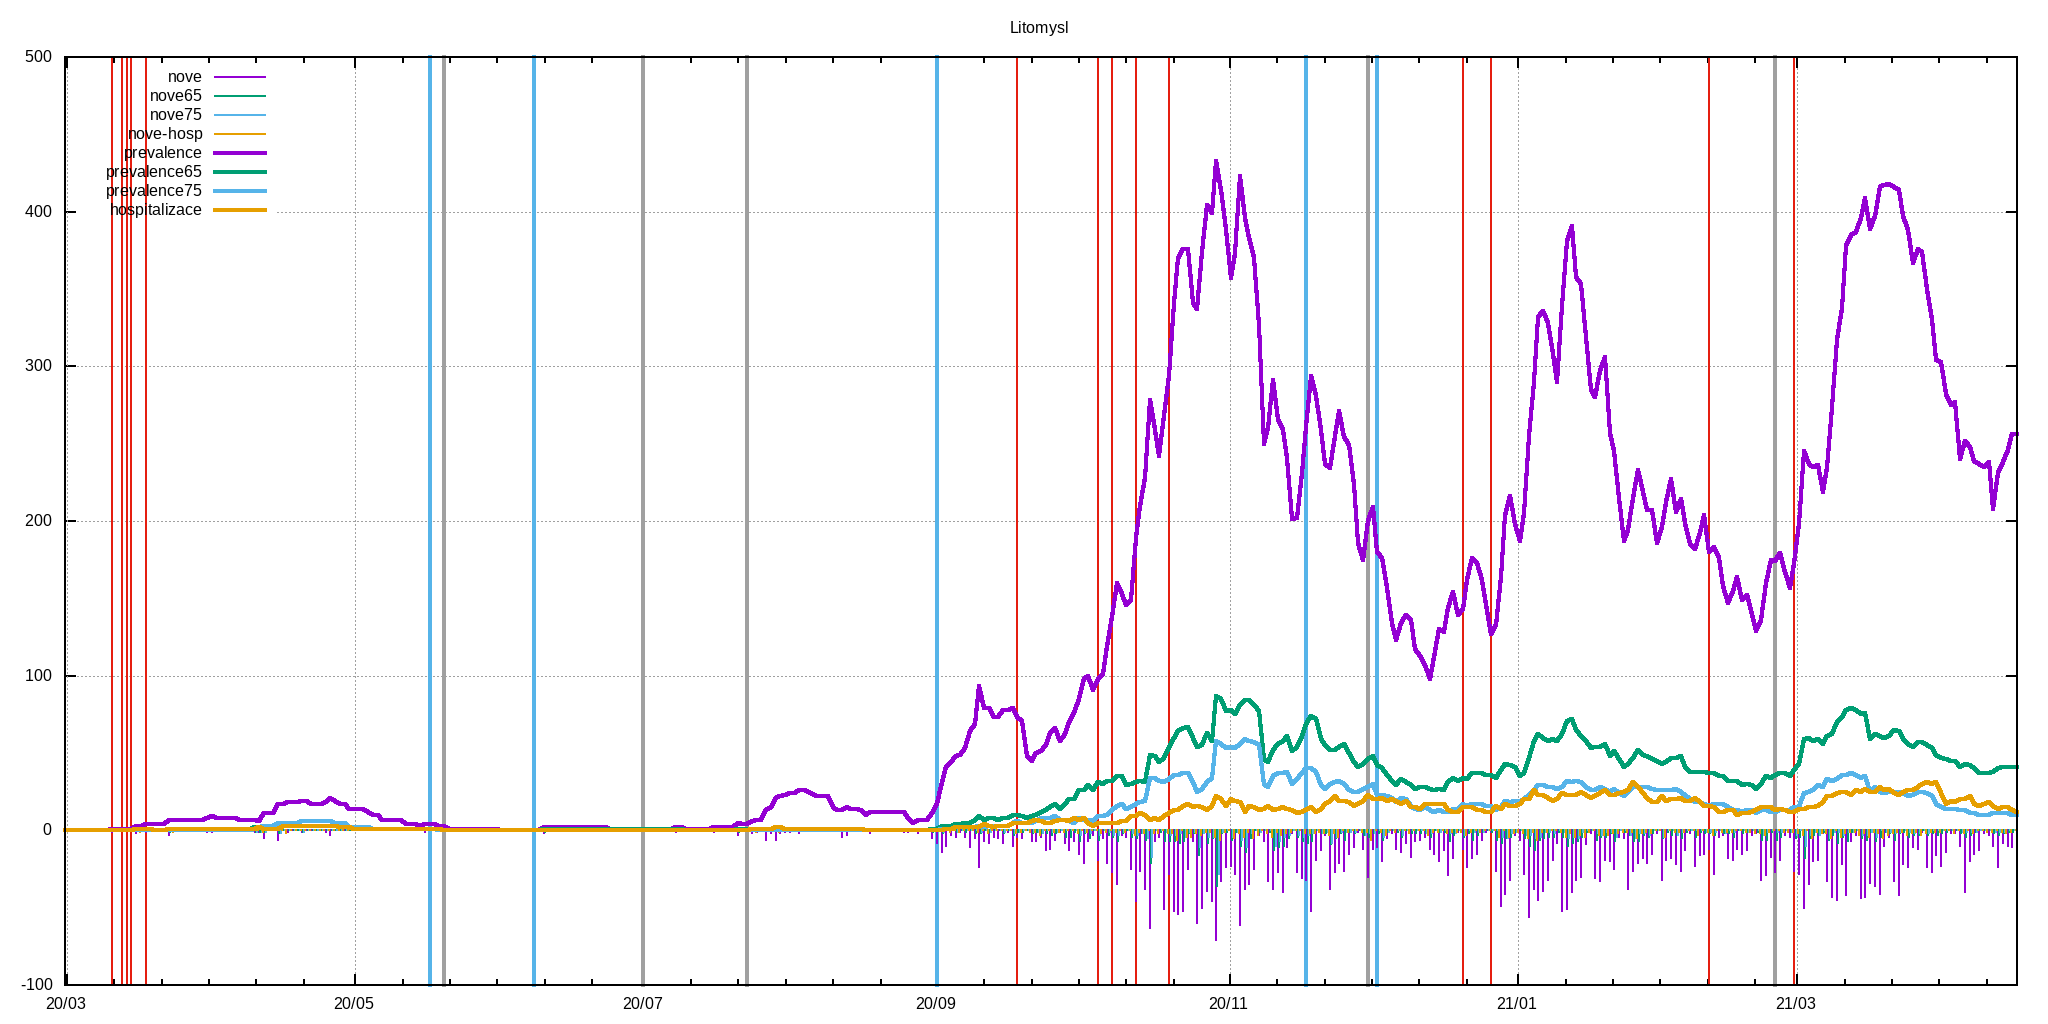 Litomysl
500
400
300
200
100
0
-100
nove
nove65
nove75
nove-hosp
prevalence
prevalence65
prevalence75
hospitalizace
20/03 20/05 20/07 20/09 20/11 21/01 21/03